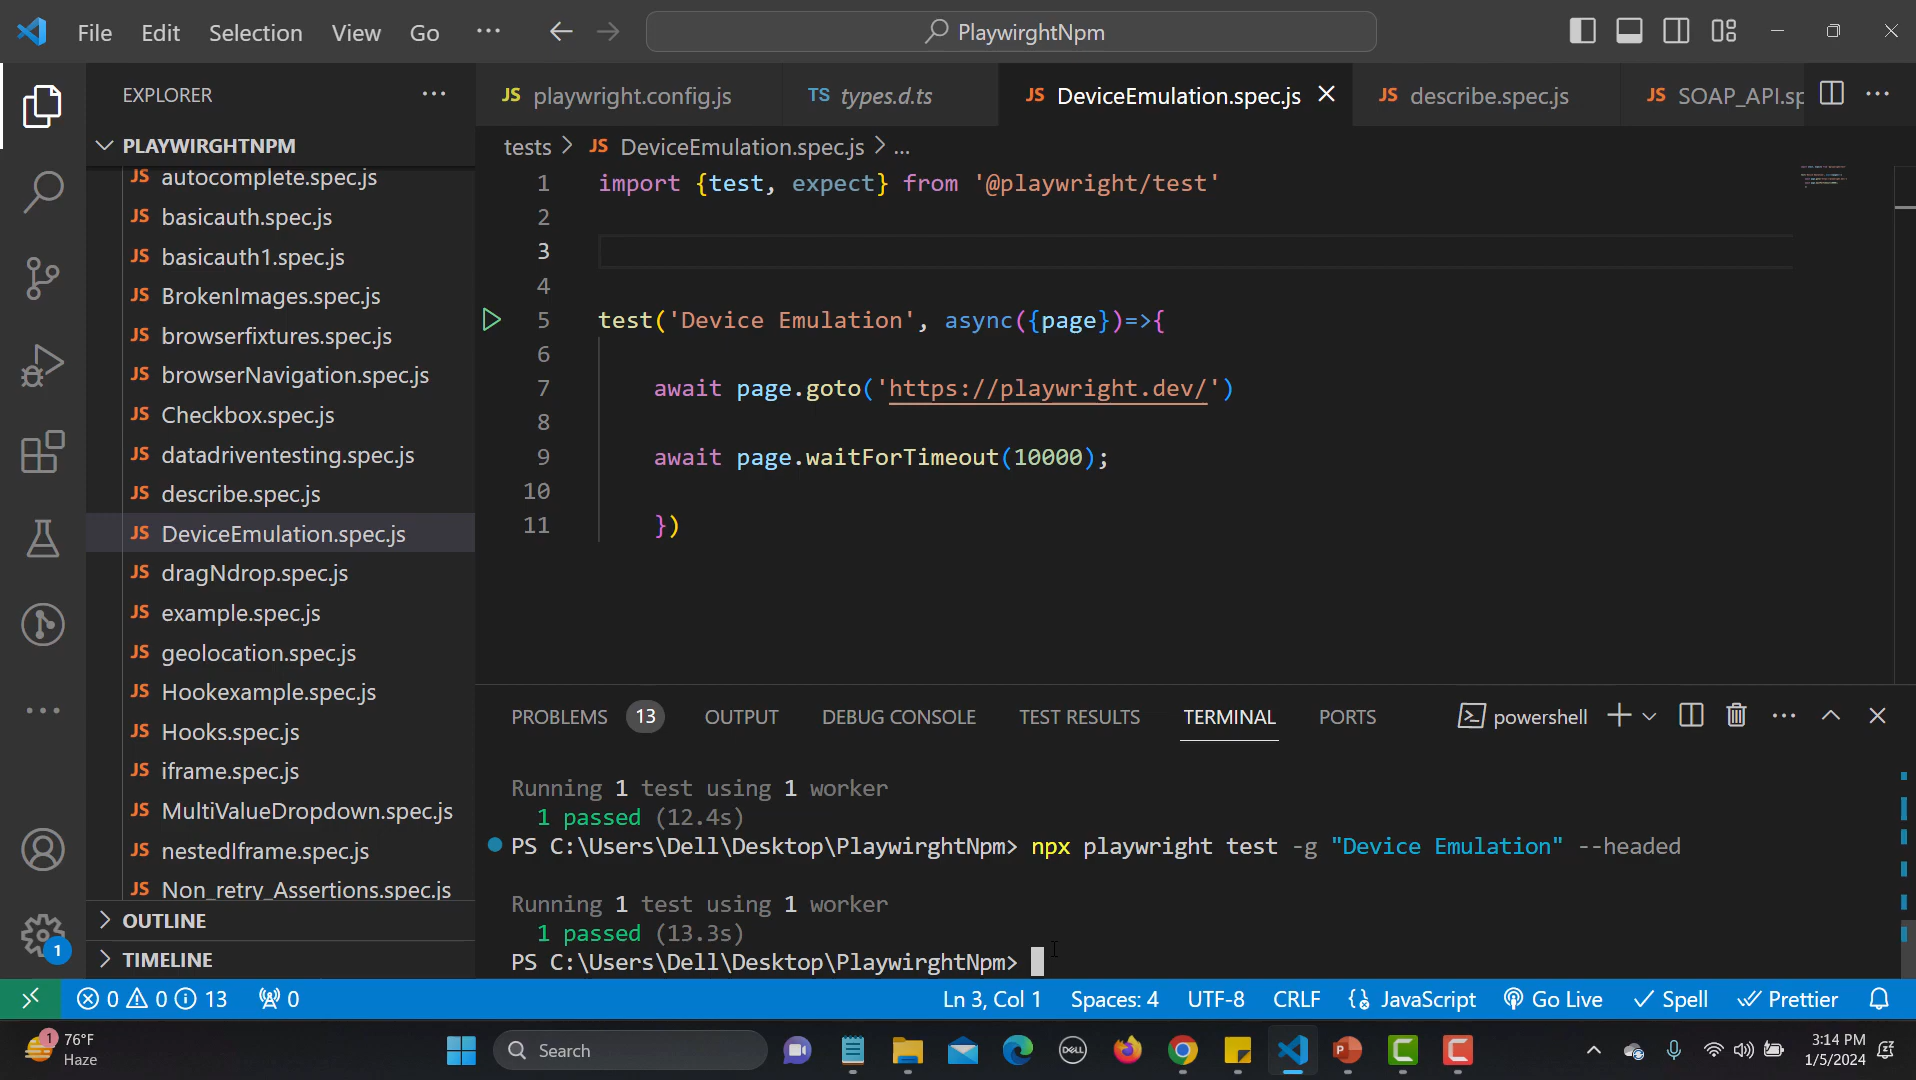 File Edit Selection View Go ··· PlaywirghtNpm
EXPLORER ···
JS playwright.config.js TS types.d.ts JS DeviceEmulation.spec.js JS describe.spec.js JS SOAP_API.sp ···
PLAYWIRGHTNPM
tests > JS DeviceEmulation.spec.js > ...
JS autocomplete.spec.js
JS basicauth.spec.js
JS basicauth1.spec.js
JS BrokenImages.spec.js
JS browserfixtures.spec.js
JS browserNavigation.spec.js
JS Checkbox.spec.js
JS datadriventesting.spec.js
JS describe.spec.js
JS DeviceEmulation.spec.js
JS dragNdrop.spec.js
JS example.spec.js
JS geolocation.spec.js
JS Hookexample.spec.js
JS Hooks.spec.js
JS iframe.spec.js
JS MultiValueDropdown.spec.js
JS nestedIframe.spec.js
JS Non_retry_Assertions.spec.js
OUTLINE
TIMELINE
1 import {test, expect} from '@playwright/test'
2
3
4
5 test('Device Emulation', async({page})=>{
6
7 await page.goto('https://playwright.dev/')
8
9 await page.waitForTimeout(10000);
10
11 })
PROBLEMS 13 OUTPUT DEBUG CONSOLE TEST RESULTS TERMINAL PORTS powershell ···
Running 1 test using 1 worker
1 passed (12.4s)
PS C:\Users\Dell\Desktop\PlaywirghtNpm> npx playwright test -g "Device Emulation" --headed
Running 1 test using 1 worker
1 passed (13.3s)
PS C:\Users\Dell\Desktop\PlaywirghtNpm>
1
0 0 13 0 Ln 3, Col 1 Spaces: 4 UTF-8 CRLF JavaScript Go Live Spell Prettier
1 76°F
Haze
Search
DELL
3:14 PM
1/5/2024